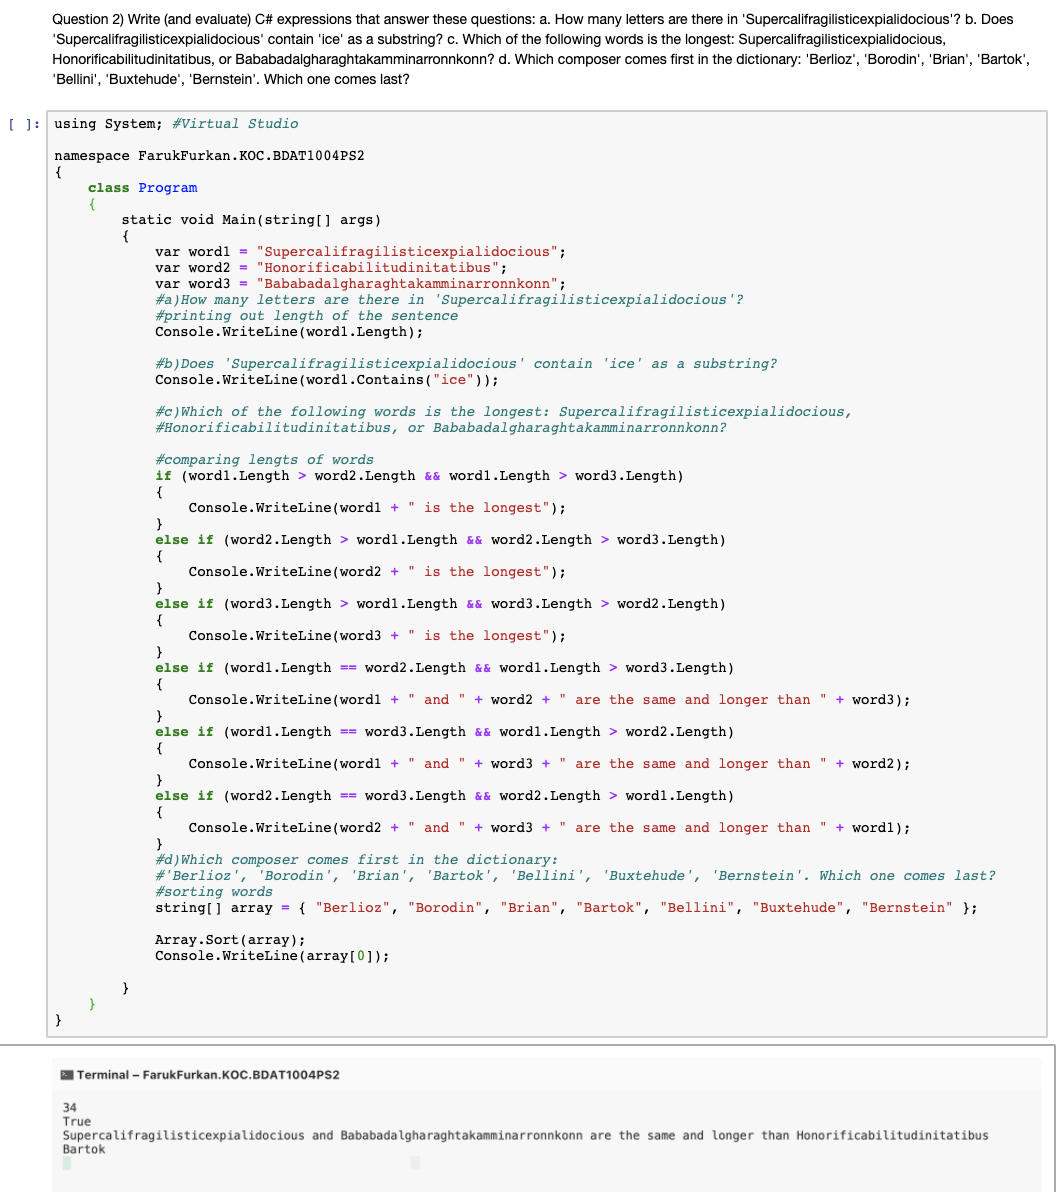 Question 2) Write (and evaluate) C# expressions that answer these questions: a. How many letters are there in 'Supercalifragilisticexpialidocious'? b. Does
'Supercalifragilisticexpialidocious' contain 'ice' as a substring? c. Which of the following words is the longest: Supercalifragilisticexpialidocious,
Honorificabilitudinitatibus, or Bababadalgharaghtakamminarronnkonn? d. Which composer comes first in the dictionary: 'Berlioz', 'Borodin', 'Brian', 'Bartok',
'Bellini', 'Buxtehude', 'Bernstein'. Which one comes last?
[ ]: using System; #Virtual Studio
namespace FarukFurkan.KOC.BDAT1004PS2
{
    class Program
    {
        static void Main(string[] args)
        {
            var word1 = "Supercalifragilisticexpialidocious";
            var word2 = "Honorificabilitudinitatibus";
            var word3 = "Bababadalgharaghtakamminarronnkonn";
            #a)How many letters are there in 'Supercalifragilisticexpialidocious'?
            #printing out length of the sentence
            Console.WriteLine(word1.Length);
            #b)Does 'Supercalifragilisticexpialidocious' contain 'ice' as a substring?
            Console.WriteLine(word1.Contains("ice"));
            #c)Which of the following words is the longest: Supercalifragilisticexpialidocious,
            #Honorificabilitudinitatibus, or Bababadalgharaghtakamminarronnkonn?
            #comparing lengts of words
            if (word1.Length > word2.Length && word1.Length > word3.Length)
            {
                Console.WriteLine(word1 + " is the longest");
            }
            else if (word2.Length > word1.Length && word2.Length > word3.Length)
            {
                Console.WriteLine(word2 + " is the longest");
            }
            else if (word3.Length > word1.Length && word3.Length > word2.Length)
            {
                Console.WriteLine(word3 + " is the longest");
            }
            else if (word1.Length == word2.Length && word1.Length > word3.Length)
            {
                Console.WriteLine(word1 + " and " + word2 + " are the same and longer than " + word3);
            }
            else if (word1.Length == word3.Length && word1.Length > word2.Length)
            {
                Console.WriteLine(word1 + " and " + word3 + " are the same and longer than " + word2);
            }
            else if (word2.Length == word3.Length && word2.Length > word1.Length)
            {
                Console.WriteLine(word2 + " and " + word3 + " are the same and longer than " + word1);
            }
            #d)Which composer comes first in the dictionary:
            #'Berlioz', 'Borodin', 'Brian', 'Bartok', 'Bellini', 'Buxtehude', 'Bernstein'. Which one comes last?
            #sorting words
            string[] array = { "Berlioz", "Borodin", "Brian", "Bartok", "Bellini", "Buxtehude", "Bernstein" };
            Array.Sort(array);
            Console.WriteLine(array[0]);
        }
    }
}
Terminal – FarukFurkan.KOC.BDAT1004PS2
34
True
Supercalifragilisticexpialidocious and Bababadalgharaghtakamminarronnkonn are the same and longer than Honorificabilitudinitatibus
Bartok